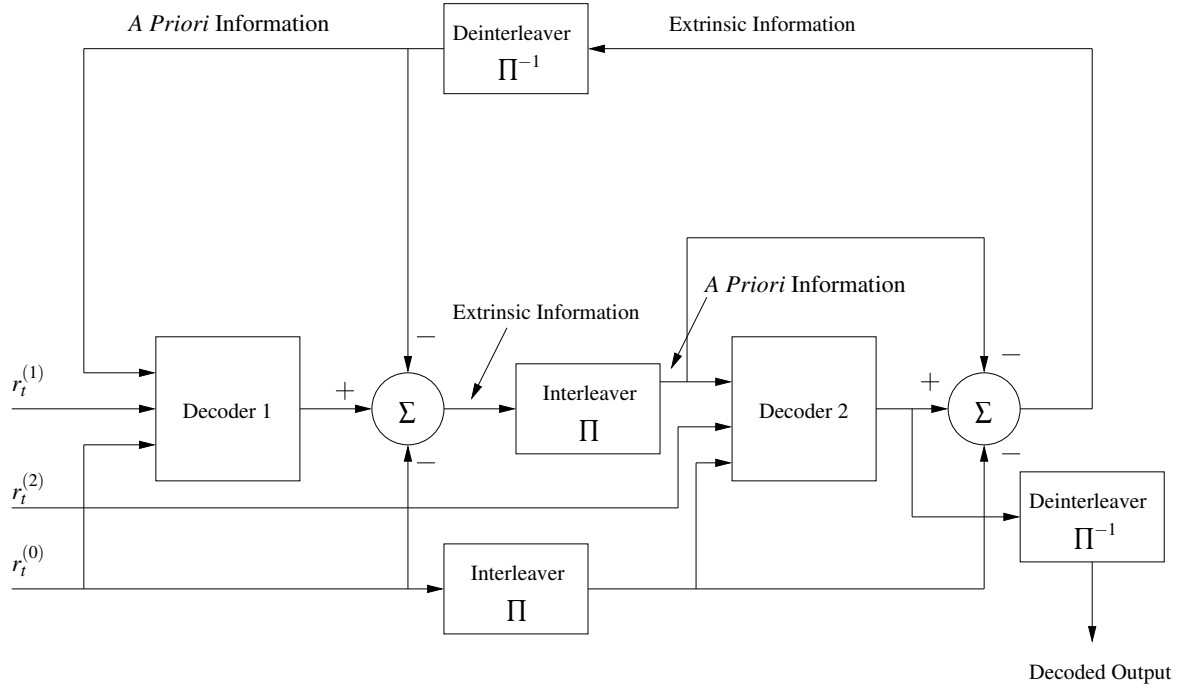 A Priori Information
Deinterleaver
∏⁻¹
Extrinsic Information
A Priori Information
Extrinsic Information
r_t^{(1)}
Decoder 1
+
−
Σ
−
Interleaver
∏
Decoder 2
+
−
Σ
−
r_t^{(2)}
Deinterleaver
∏⁻¹
r_t^{(0)}
Interleaver
∏
Decoded Output